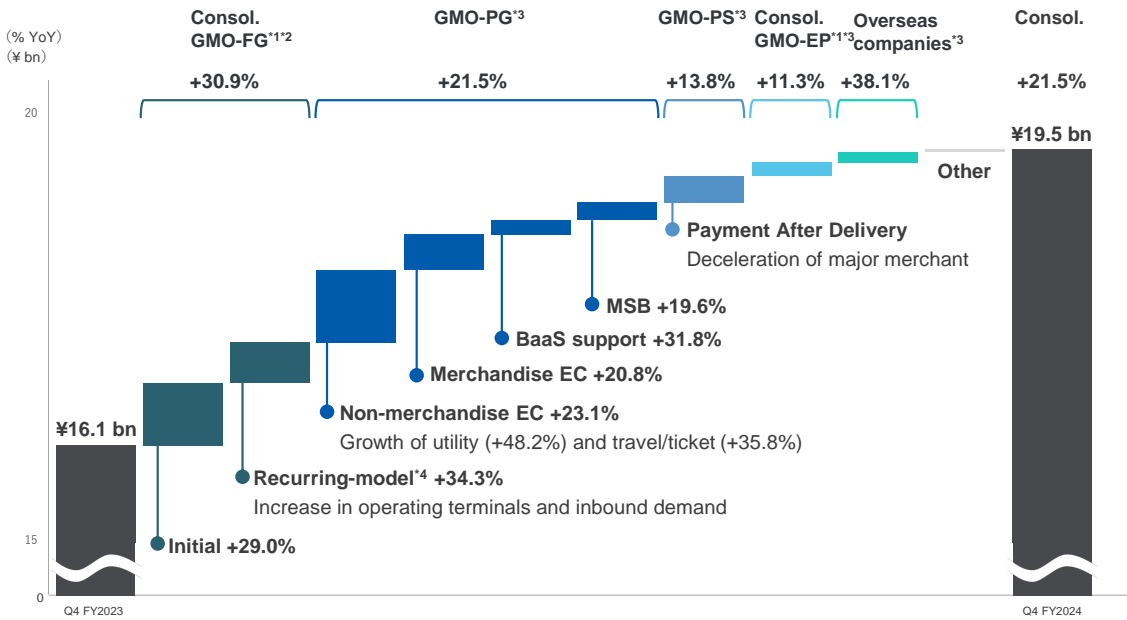 Consol.
GMO-FG*1*2
GMO-PG*3
GMO-PS*3
Consol.
GMO-EP*1*3
Overseas
companies*3
Consol.
(% YoY)
(¥ bn)
+30.9%
+21.5%
+13.8%
+11.3%
+38.1%
+21.5%
20
¥19.5 bn
Other
Payment After Delivery
Deceleration of major merchant
MSB +19.6%
BaaS support +31.8%
Merchandise EC +20.8%
Non-merchandise EC +23.1%
Growth of utility (+48.2%) and travel/ticket (+35.8%)
¥16.1 bn
Recurring-model*4 +34.3%
Increase in operating terminals and inbound demand
15
Initial +29.0%
0
Q4 FY2023
Q4 FY2024